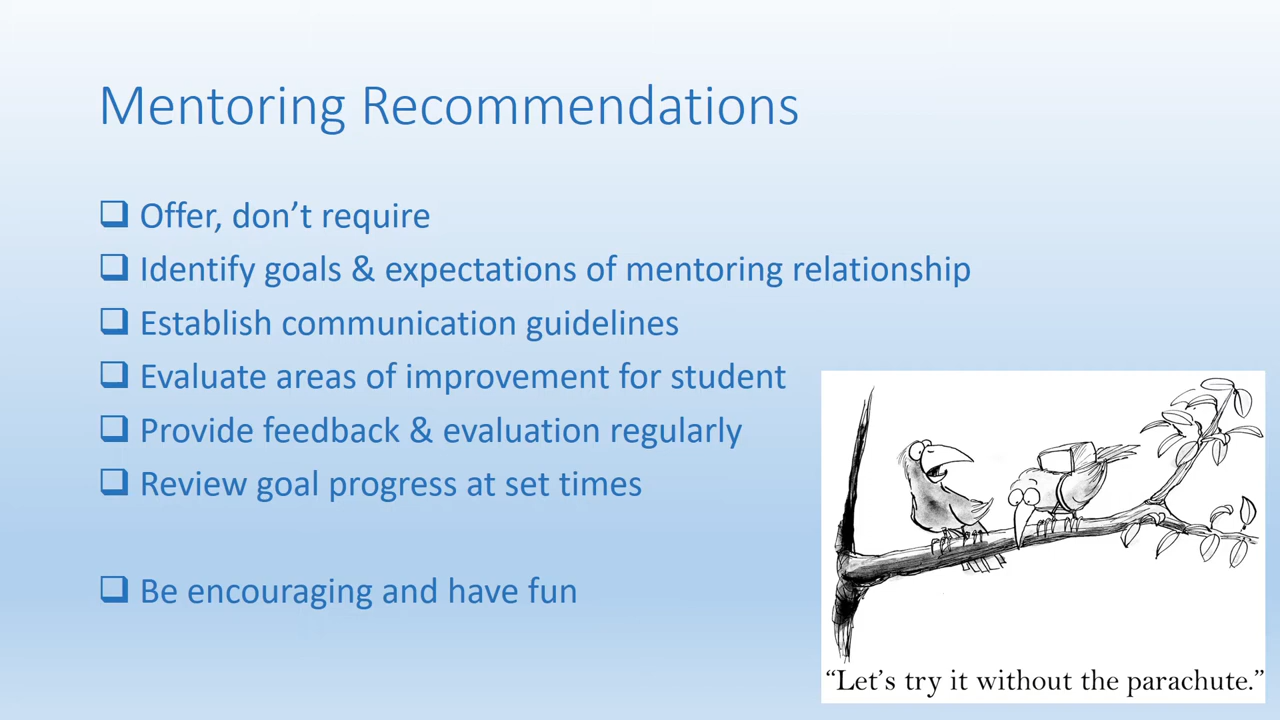 Mentoring Recommendations
Offer, don’t require
Identify goals & expectations of mentoring relationship
Establish communication guidelines
Evaluate areas of improvement for student
Provide feedback & evaluation regularly
Review goal progress at set times
Be encouraging and have fun
“Let’s try it without the parachute.”